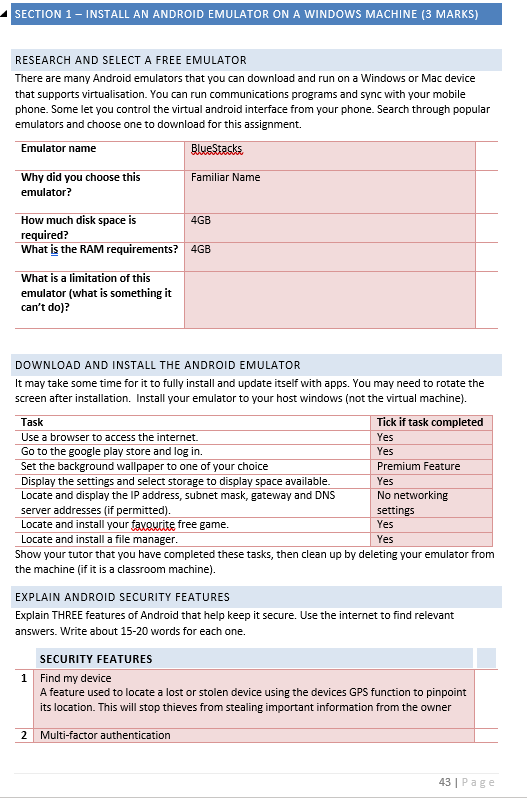 SECTION 1 – INSTALL AN ANDROID EMULATOR ON A WINDOWS MACHINE (3 MARKS)
RESEARCH AND SELECT A FREE EMULATOR
There are many Android emulators that you can download and run on a Windows or Mac device
that supports virtualisation. You can run communications programs and sync with your mobile
phone. Some let you control the virtual android interface from your phone. Search through popular
emulators and choose one to download for this assignment.
Emulator name BlueStacks
Why did you choose this Familiar Name
emulator?
How much disk space is 4GB
required?
What is the RAM requirements? 4GB
What is a limitation of this
emulator (what is something it
can't do)?
DOWNLOAD AND INSTALL THE ANDROID EMULATOR
It may take some time for it to fully install and update itself with apps. You may need to rotate the
screen after installation. Install your emulator to your host windows (not the virtual machine).
Task Tick if task completed
Use a browser to access the internet. Yes
Go to the google play store and log in. Yes
Set the background wallpaper to one of your choice Premium Feature
Display the settings and select storage to display space available. Yes
Locate and display the IP address, subnet mask, gateway and DNS No networking
server addresses (if permitted). settings
Locate and install your favourite free game. Yes
Locate and install a file manager. Yes
Show your tutor that you have completed these tasks, then clean up by deleting your emulator from
the machine (if it is a classroom machine).
EXPLAIN ANDROID SECURITY FEATURES
Explain THREE features of Android that help keep it secure. Use the internet to find relevant
answers. Write about 15-20 words for each one.
SECURITY FEATURES
1 Find my device
A feature used to locate a lost or stolen device using the devices GPS function to pinpoint
its location. This will stop thieves from stealing important information from the owner
2 Multi-factor authentication
43 | Page